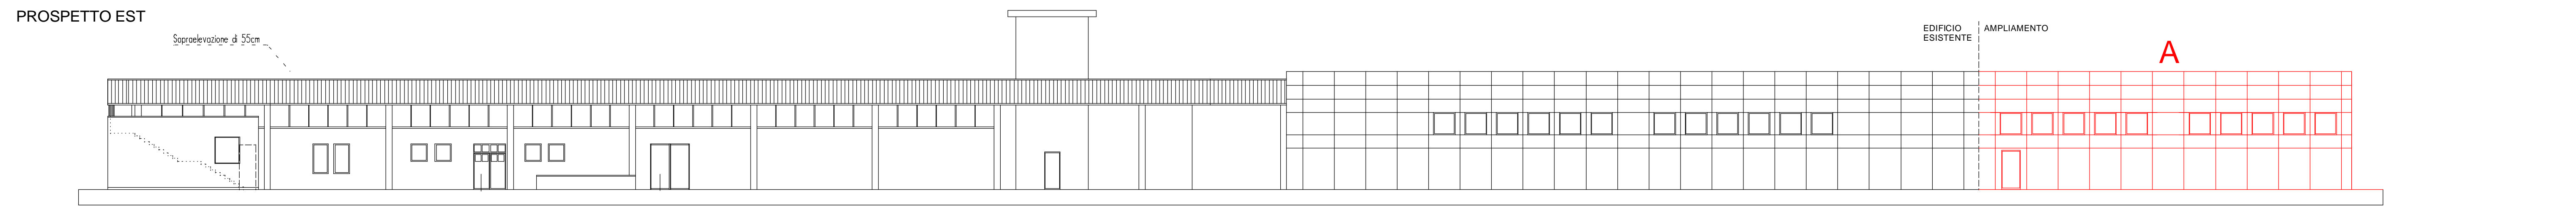 PROSPETTO EST
Sopraelevazione di 55cm
EDIFICIO
ESISTENTE
AMPLIAMENTO
A